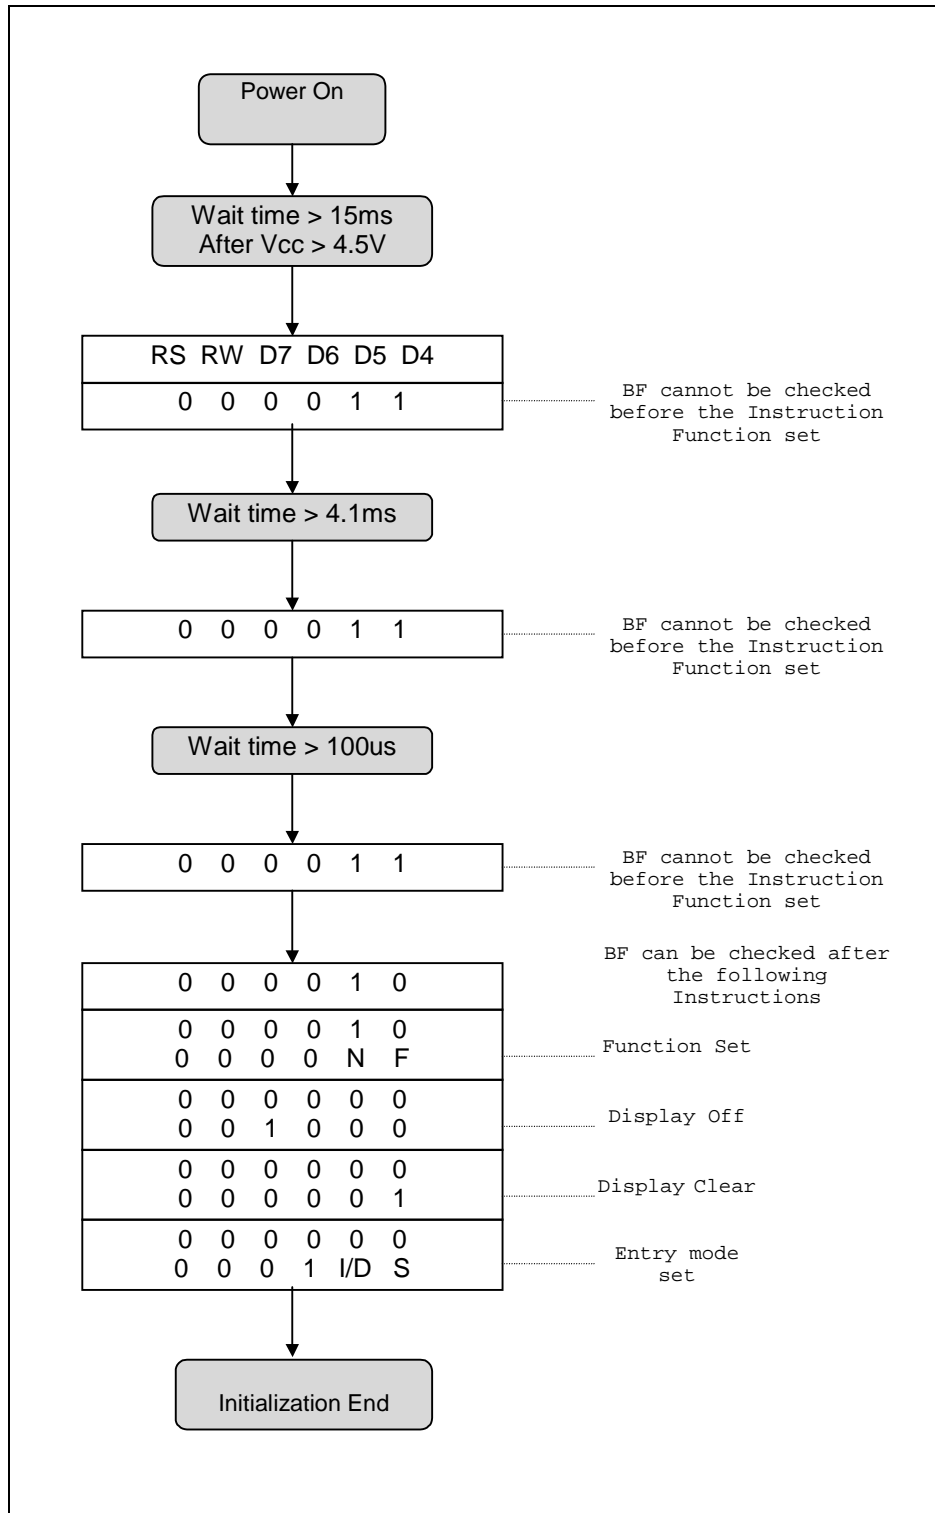 Power On
Wait time > 15ms
After Vcc > 4.5V
RS RW D7 D6 D5 D4
0 0 0 0 1 1
BF cannot be checked
before the Instruction
Function set
Wait time > 4.1ms
0 0 0 0 1 1
BF cannot be checked
before the Instruction
Function set
Wait time > 100us
0 0 0 0 1 1
BF cannot be checked
before the Instruction
Function set
BF can be checked after
the following
Instructions
0 0 0 0 1 0
0 0 0 0 1 0
0 0 0 0 N F
Function Set
0 0 0 0 0 0
0 0 1 0 0 0
Display Off
0 0 0 0 0 0
0 0 0 0 0 1
Display Clear
0 0 0 0 0 0
0 0 0 1 I/D S
Entry mode
set
Initialization End